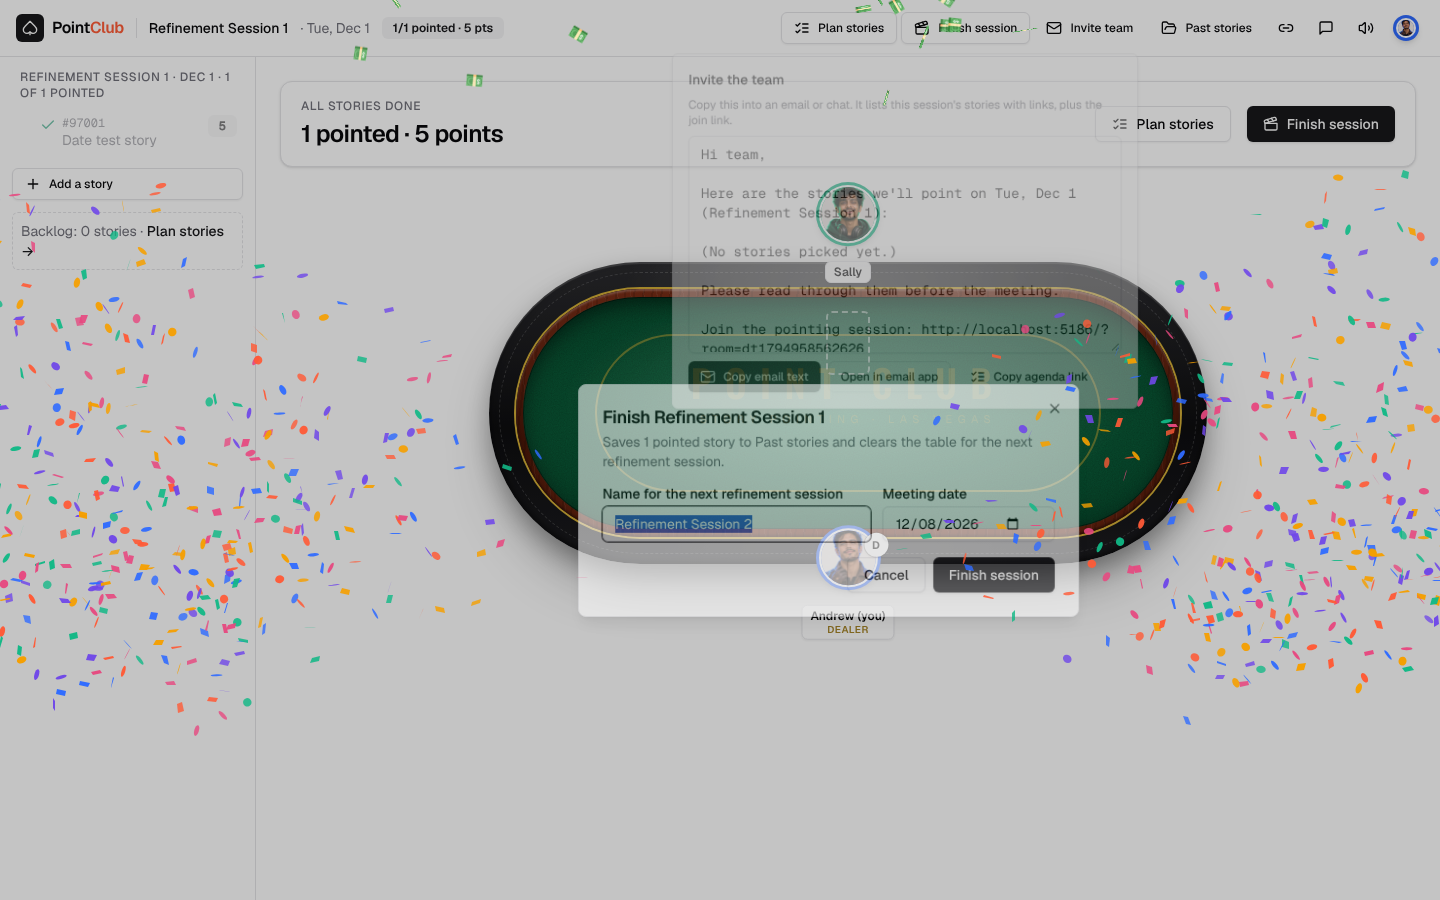 PointClub
Refinement Session 1 · Tue, Dec 1
1/1 pointed · 5 pts
Plan stories
Finish session
Invite team
Past stories
REFINEMENT SESSION 1 · DEC 1 · 1
OF 1 POINTED
#97001
Date test story
5
Add a story
Backlog: 0 stories · Plan stories
→
ALL STORIES DONE
1 pointed · 5 points
Plan stories
Finish session
Invite the team
Copy this into an email or chat. It lists this session's stories with links, plus the
join link.
Hi team,
Here are the stories we'll point on Tue, Dec 1
(Refinement Session 1):
(No stories picked yet.)
Please read through them before the meeting.
Join the pointing session: http://localhost:5186/?
room=dt1794958562626
Copy email text
Open in email app
Copy agenda link
Sally
POINT CLUB
Finish Refinement Session 1
Saves 1 pointed story to Past stories and clears the table for the next
refinement session.
Name for the next refinement session
Meeting date
Refinement Session 2
12/08/2026
Cancel
Finish session
D
Andrew (you)
DEALER